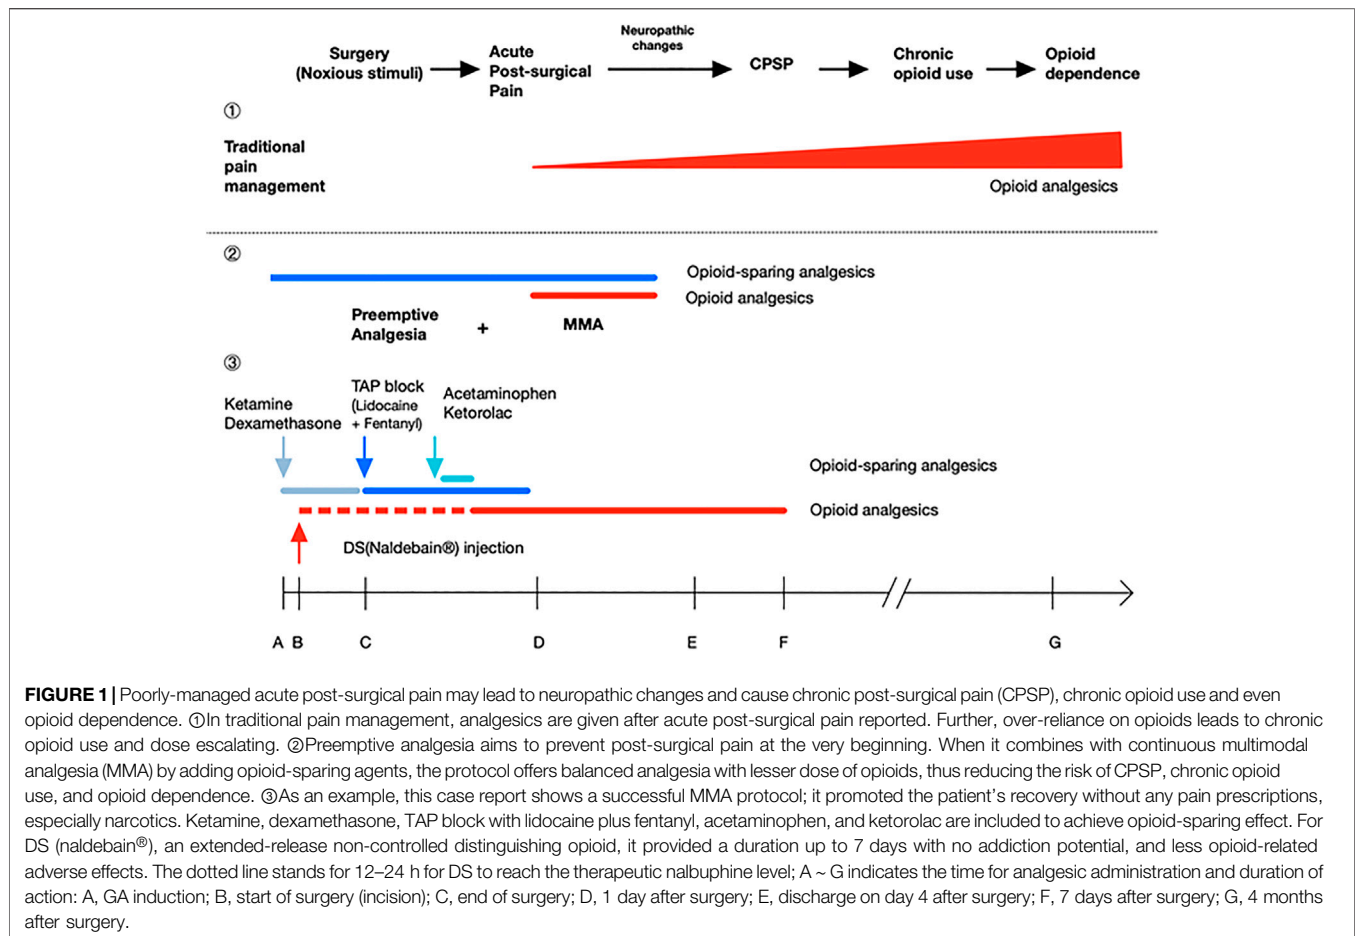 Surgery
(Noxious stimuli)
Acute
Post-surgical
Pain
Neuropathic
changes
CPSP
Chronic
opioid use
Opioid
dependence
①
Traditional
pain
management
Opioid analgesics
②
Opioid-sparing analgesics
Opioid analgesics
Preemptive
Analgesia
+
MMA
③
Ketamine
Dexamethasone
TAP block
(Lidocaine
+ Fentanyl)
Acetaminophen
Ketorolac
Opioid-sparing analgesics
Opioid analgesics
DS(Naldebain®) injection
A B C D E F G
FIGURE 1 | Poorly-managed acute post-surgical pain may lead to neuropathic changes and cause chronic post-surgical pain (CPSP), chronic opioid use and even
opioid dependence. ①In traditional pain management, analgesics are given after acute post-surgical pain reported. Further, over-reliance on opioids leads to chronic
opioid use and dose escalating. ②Preemptive analgesia aims to prevent post-surgical pain at the very beginning. When it combines with continuous multimodal
analgesia (MMA) by adding opioid-sparing agents, the protocol offers balanced analgesia with lesser dose of opioids, thus reducing the risk of CPSP, chronic opioid
use, and opioid dependence. ③As an example, this case report shows a successful MMA protocol; it promoted the patient's recovery without any pain prescriptions,
especially narcotics. Ketamine, dexamethasone, TAP block with lidocaine plus fentanyl, acetaminophen, and ketorolac are included to achieve opioid-sparing effect. For
DS (naldebain®), an extended-release non-controlled distinguishing opioid, it provided a duration up to 7 days with no addiction potential, and less opioid-related
adverse effects. The dotted line stands for 12–24 h for DS to reach the therapeutic nalbuphine level; A ~ G indicates the time for analgesic administration and duration of
action: A, GA induction; B, start of surgery (incision); C, end of surgery; D, 1 day after surgery; E, discharge on day 4 after surgery; F, 7 days after surgery; G, 4 months
after surgery.